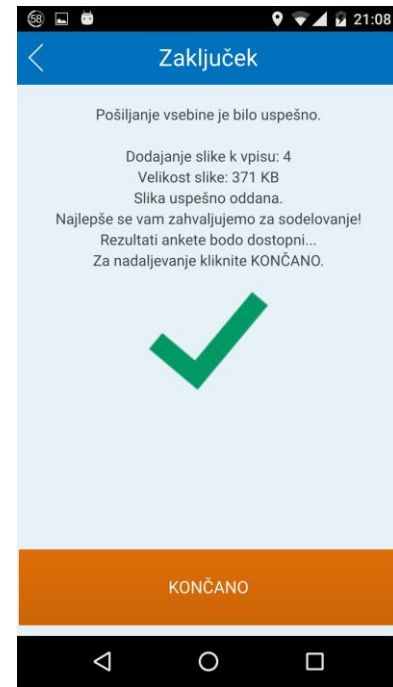 58 21:08
Zaključek
Pošiljanje vsebine je bilo uspešno.
Dodajanje slike k vpisu: 4
Velikost slike: 371 KB
Slika uspešno oddana.
Najlepše se vam zahvaljujemo za sodelovanje!
Rezultati ankete bodo dostopni...
Za nadaljevanje kliknite KONČANO.
KONČANO